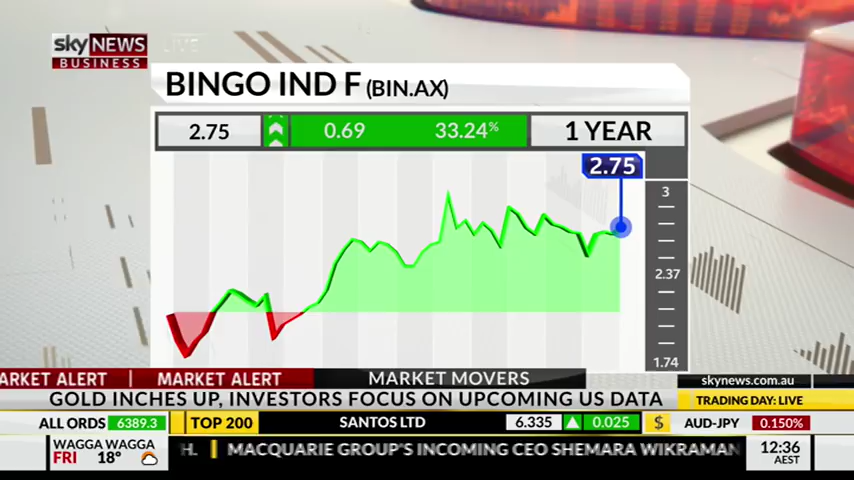 sky NEWS LIVE
BUSINESS
BINGO IND F (BIN.AX)
2.75 0.69 33.24% 1 YEAR
2.75
3
2.37
1.74
ARKET ALERT | MARKET ALERT MARKET MOVERS skynews.com.au
GOLD INCHES UP, INVESTORS FOCUS ON UPCOMING US DATA TRADING DAY: LIVE
ALL ORDS 6389.3 TOP 200 SANTOS LTD 6.335 0.025 $ AUD-JPY 0.150%
WAGGA WAGGA
FRI 18°
H. | MACQUARIE GROUP'S INCOMING CEO SHEMARA WIKRAMAN
12:36
AEST